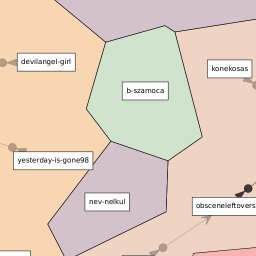 devilangel-girl
konekosas
b-szamoca
yesterday-is-gone98
nev-nelkul
obsceneleftovers